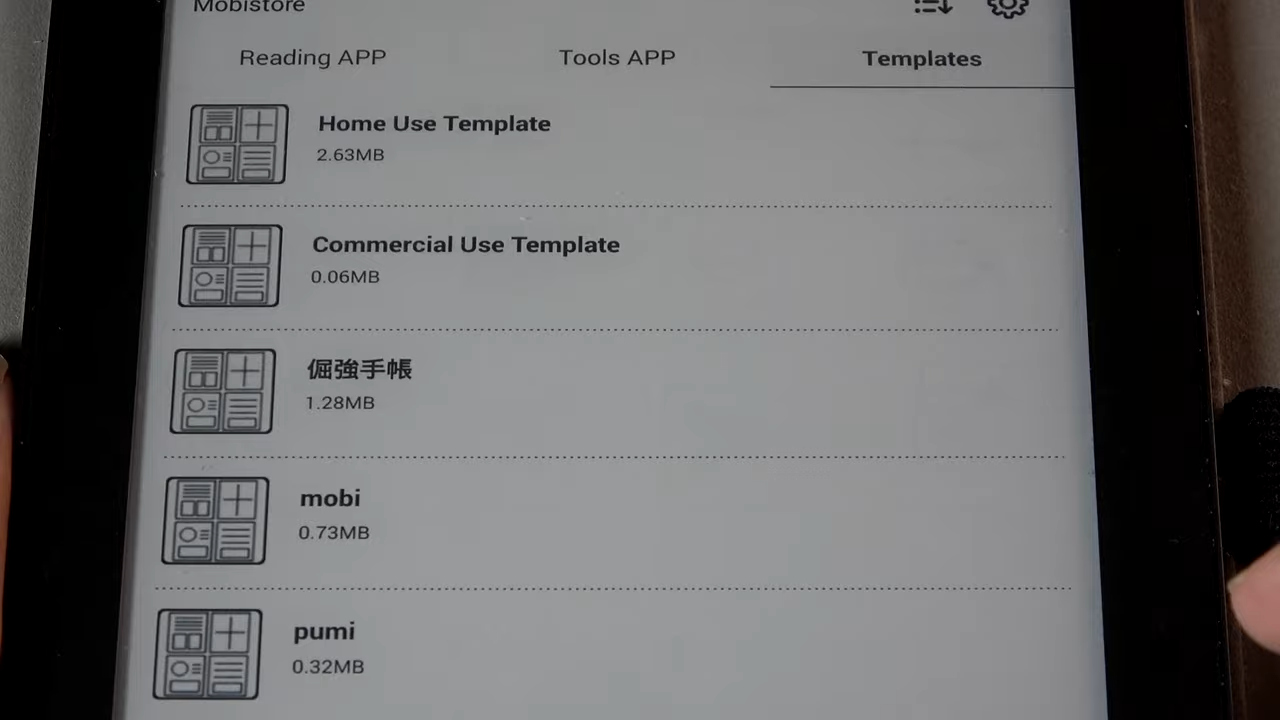 Mobistore
Reading APP
Tools APP
Templates
Home Use Template
2.63MB
Commercial Use Template
0.06MB
倔強手帳
1.28MB
mobi
0.73MB
pumi
0.32MB